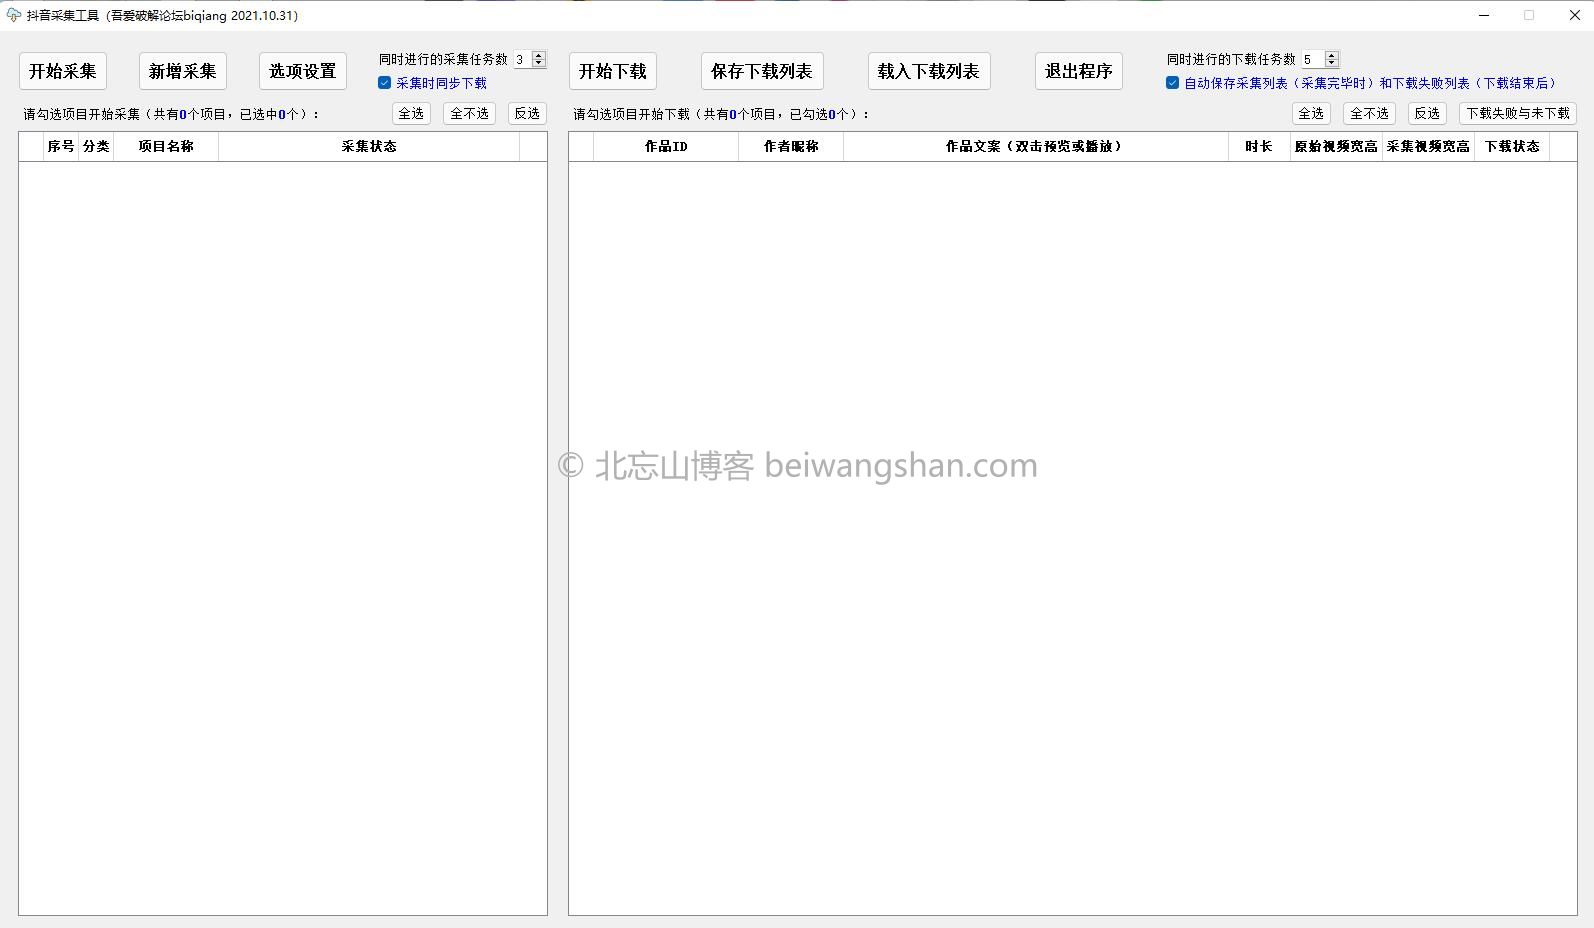 抖音采集工具（吾爱破解论坛biqiang 2021.10.31）
开始采集 新增采集 选项设置 同时进行的采集任务数 3 开始下载 保存下载列表 载入下载列表 退出程序 同时进行的下载任务数 5
采集时同步下载 自动保存采集列表（采集完毕时）和下载失败列表（下载结束后）
请勾选项目开始采集（共有0个项目，已选中0个）： 全选 全不选 反选 请勾选项目开始下载（共有0个项目，已勾选0个）： 全选 全不选 反选 下载失败与未下载
序号 分类 项目名称 采集状态 作品ID 作者昵称 作品文案（双击预览或播放） 时长 原始视频宽高 采集视频宽高 下载状态
© 北忘山博客 beiwangshan.com